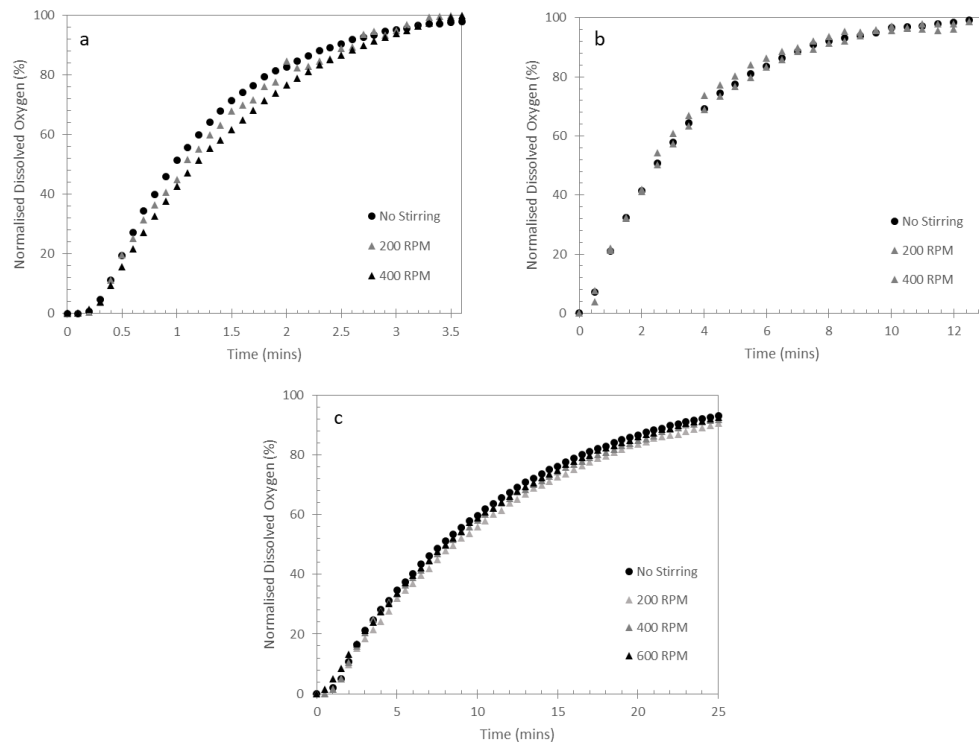 a
Normalised Dissolved Oxygen (%)
100
80
60
40
20
0
No Stirring
200 RPM
400 RPM
0 0.5 1 1.5 2 2.5 3 3.5
Time (mins)
b
Normalised Dissolved Oxygen (%)
100
80
60
40
20
0
No Stirring
200 RPM
400 RPM
0 2 4 6 8 10 12
Time (mins)
c
Normalised Dissolved Oxygen (%)
100
80
60
40
20
0
No Stirring
200 RPM
400 RPM
600 RPM
0 5 10 15 20 25
Time (mins)